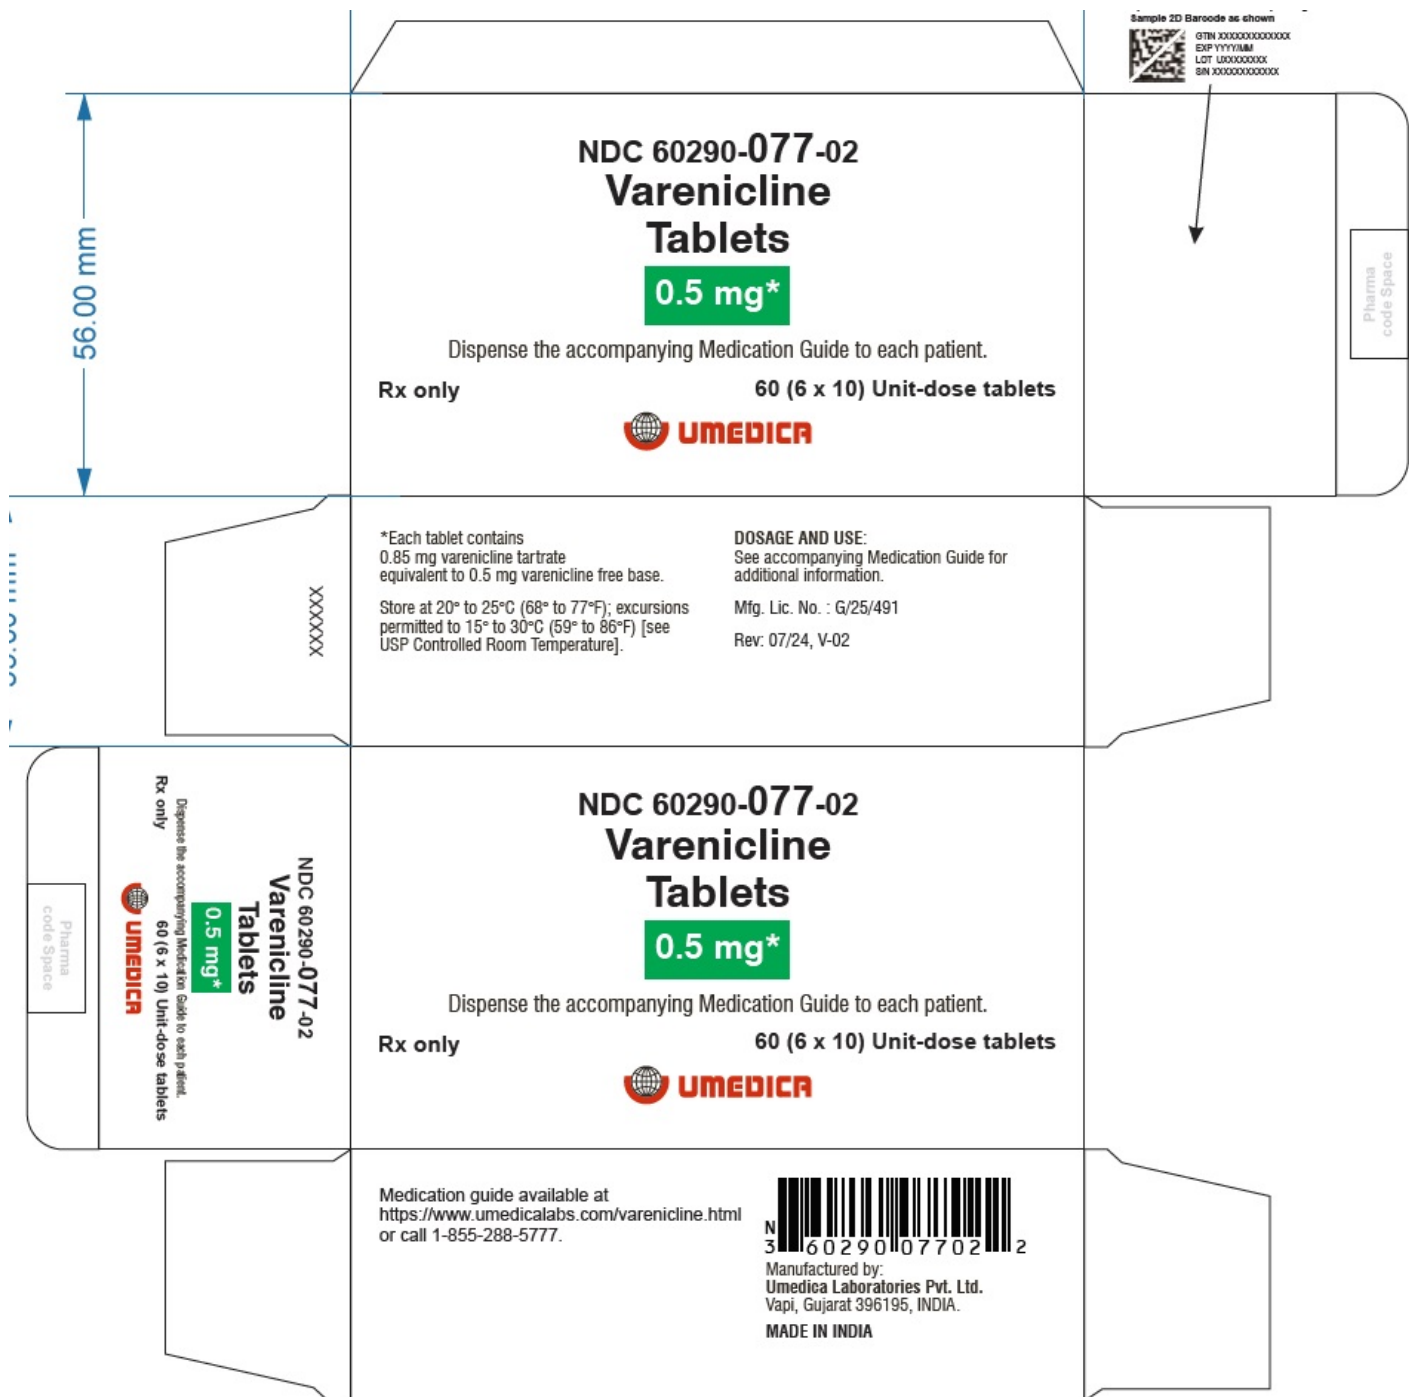 Sample 2D Barcode as shown
GTIN XXXXXXXXXXXXXX
EXP YYYY/MM
LOT UXXXXXXXX
S/N XXXXXXXXXXXXX
56.00 mm
NDC 60290-077-02
Varenicline
Tablets
0.5 mg*
Dispense the accompanying Medication Guide to each patient.
Rx only
60 (6 x 10) Unit-dose tablets
UMEDICA
Pharma
code Space
XXXXXX
*Each tablet contains
0.85 mg varenicline tartrate
equivalent to 0.5 mg varenicline free base.
Store at 20° to 25°C (68° to 77°F); excursions
permitted to 15° to 30°C (59° to 86°F) [see
USP Controlled Room Temperature].
DOSAGE AND USE:
See accompanying Medication Guide for
additional information.
Mfg. Lic. No. : G/25/491
Rev: 07/24, V-02
NDC 60290-077-02
Varenicline
Tablets
0.5 mg*
Dispense the accompanying Medication Guide to each patient.
Rx only
60 (6 x 10) Unit-dose tablets
UMEDICA
Pharma
code Space
NDC 60290-077-02
Varenicline
Tablets
0.5 mg*
Dispense the accompanying Medication Guide to each patient.
Rx only
60 (6 x 10) Unit-dose tablets
UMEDICA
Medication guide available at
https://www.umedicalabs.com/varenicline.html
or call 1-855-288-5777.
N
3 60290 07702 2
Manufactured by:
Umedica Laboratories Pvt. Ltd.
Vapi, Gujarat 396195, INDIA.
MADE IN INDIA